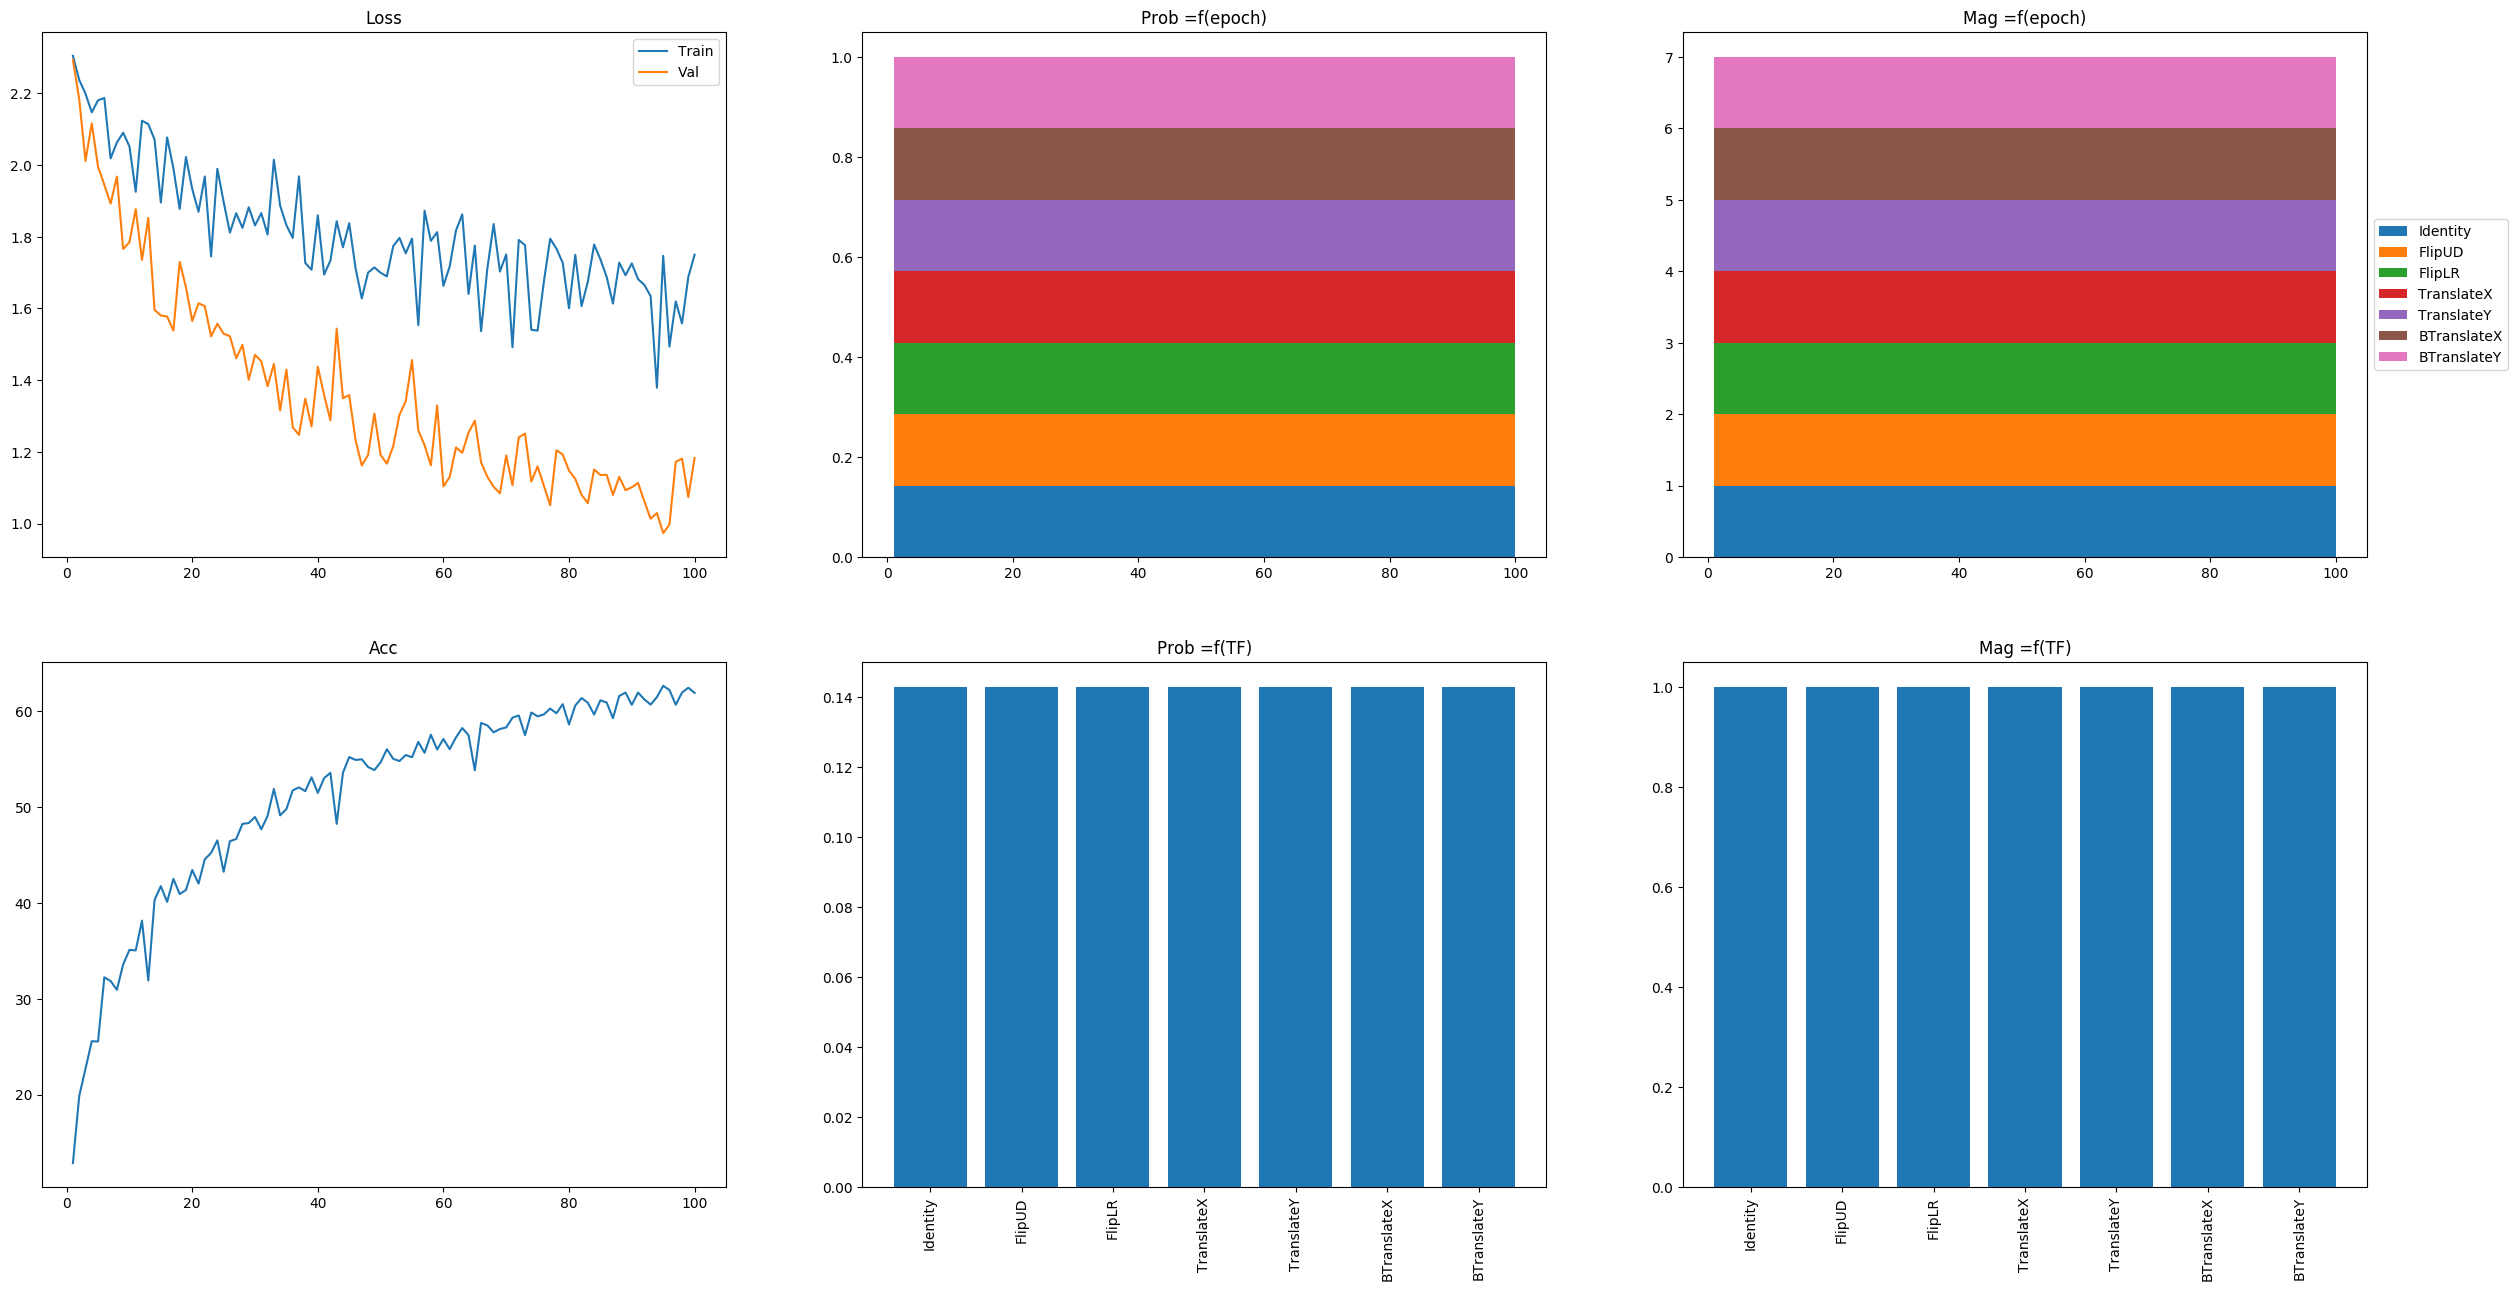 Loss
2.2
2.0
1.8
1.6
1.4
1.2
1.0
0 20 40 60 80 100
Train
Val
Prob =f(epoch)
1.0
0.8
0.6
0.4
0.2
0.0
0 20 40 60 80 100
Mag =f(epoch)
7
6
5
4
3
2
1
0
0 20 40 60 80 100
Identity
FlipUD
FlipLR
TranslateX
TranslateY
BTranslateX
BTranslateY
Acc
60
50
40
30
20
0 20 40 60 80 100
Prob =f(TF)
0.14
0.12
0.10
0.08
0.06
0.04
0.02
0.00
Identity
FlipUD
FlipLR
TranslateX
TranslateY
BTranslateX
BTranslateY
Mag =f(TF)
1.0
0.8
0.6
0.4
0.2
0.0
Identity
FlipUD
FlipLR
TranslateX
TranslateY
BTranslateX
BTranslateY